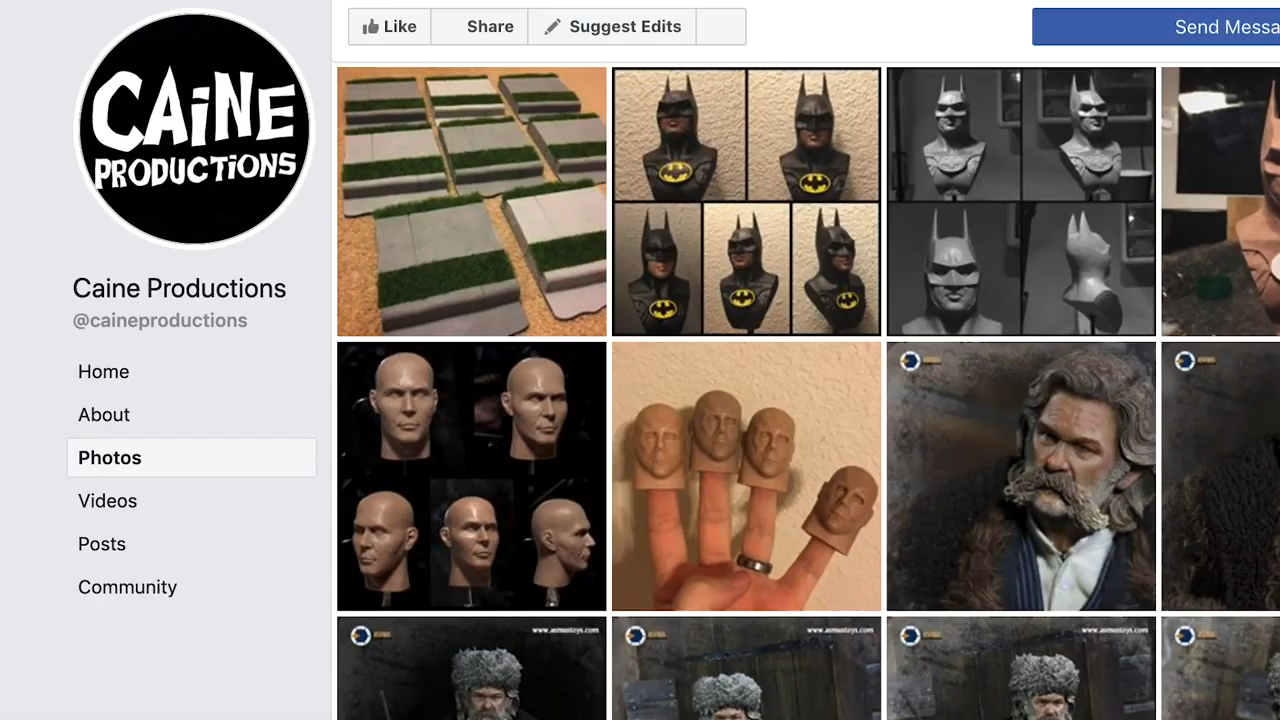 CAiNE
PRODUCTiONS
Caine Productions
@caineproductions
Home
About
Photos
Videos
Posts
Community
Like
Share
Suggest Edits
Send Messa
www.asmustoys.com
www.asmustoys.com
www.asmustoys.com